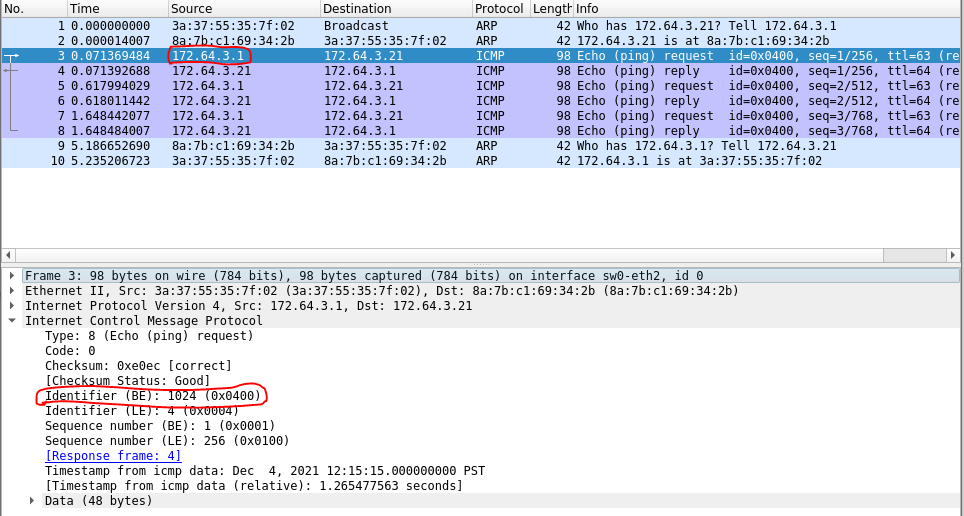 No. Time Source Destination Protocol Length Info
1 0.000000000 3a:37:55:35:7f:02 Broadcast ARP 42 Who has 172.64.3.21? Tell 172.64.3.1
2 0.000014007 8a:7b:c1:69:34:2b 3a:37:55:35:7f:02 ARP 42 172.64.3.21 is at 8a:7b:c1:69:34:2b
3 0.071369484 172.64.3.1 172.64.3.21 ICMP 98 Echo (ping) request id=0x0400, seq=1/256, ttl=63 (re
4 0.071392688 172.64.3.21 172.64.3.1 ICMP 98 Echo (ping) reply id=0x0400, seq=1/256, ttl=64 (re
5 0.617994029 172.64.3.1 172.64.3.21 ICMP 98 Echo (ping) request id=0x0400, seq=2/512, ttl=63 (re
6 0.618011442 172.64.3.21 172.64.3.1 ICMP 98 Echo (ping) reply id=0x0400, seq=2/512, ttl=64 (re
7 1.648442077 172.64.3.1 172.64.3.21 ICMP 98 Echo (ping) request id=0x0400, seq=3/768, ttl=63 (re
8 1.648484007 172.64.3.21 172.64.3.1 ICMP 98 Echo (ping) reply id=0x0400, seq=3/768, ttl=64 (re
9 5.186652690 8a:7b:c1:69:34:2b 3a:37:55:35:7f:02 ARP 42 Who has 172.64.3.1? Tell 172.64.3.21
10 5.235206723 3a:37:55:35:7f:02 8a:7b:c1:69:34:2b ARP 42 172.64.3.1 is at 3a:37:55:35:7f:02
Frame 3: 98 bytes on wire (784 bits), 98 bytes captured (784 bits) on interface sw0-eth2, id 0
Ethernet II, Src: 3a:37:55:35:7f:02 (3a:37:55:35:7f:02), Dst: 8a:7b:c1:69:34:2b (8a:7b:c1:69:34:2b)
Internet Protocol Version 4, Src: 172.64.3.1, Dst: 172.64.3.21
Internet Control Message Protocol
Type: 8 (Echo (ping) request)
Code: 0
Checksum: 0xe0ec [correct]
[Checksum Status: Good]
Identifier (BE): 1024 (0x0400)
Identifier (LE): 4 (0x0004)
Sequence number (BE): 1 (0x0001)
Sequence number (LE): 256 (0x0100)
[Response frame: 4]
Timestamp from icmp data: Dec  4, 2021 12:15:15.000000000 PST
[Timestamp from icmp data (relative): 1.265477563 seconds]
Data (48 bytes)